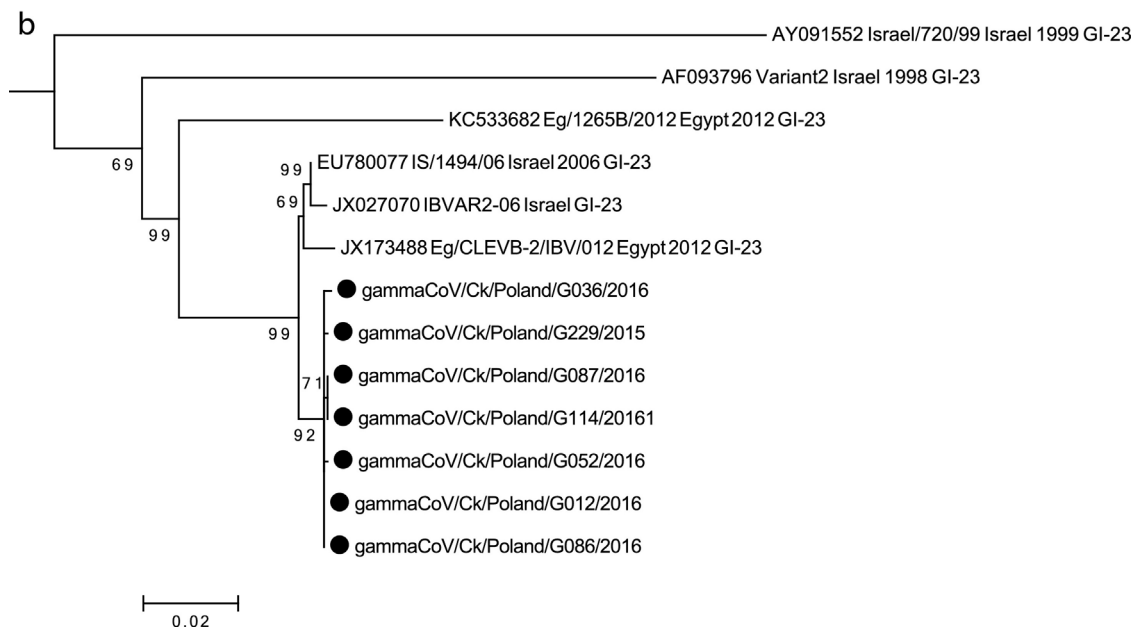 b
AY091552 Israel/720/99 Israel 1999 GI-23
AF093796 Variant2 Israel 1998 GI-23
KC533682 Eg/1265B/2012 Egypt 2012 GI-23
69
99 EU780077 IS/1494/06 Israel 2006 GI-23
69 JX027070 IBVAR2-06 Israel GI-23
99
JX173488 Eg/CLEVB-2/IBV/012 Egypt 2012 GI-23
gammaCoV/Ck/Poland/G036/2016
99 gammaCoV/Ck/Poland/G229/2015
71 gammaCoV/Ck/Poland/G087/2016
gammaCoV/Ck/Poland/G114/20161
92
gammaCoV/Ck/Poland/G052/2016
gammaCoV/Ck/Poland/G012/2016
gammaCoV/Ck/Poland/G086/2016
0.02